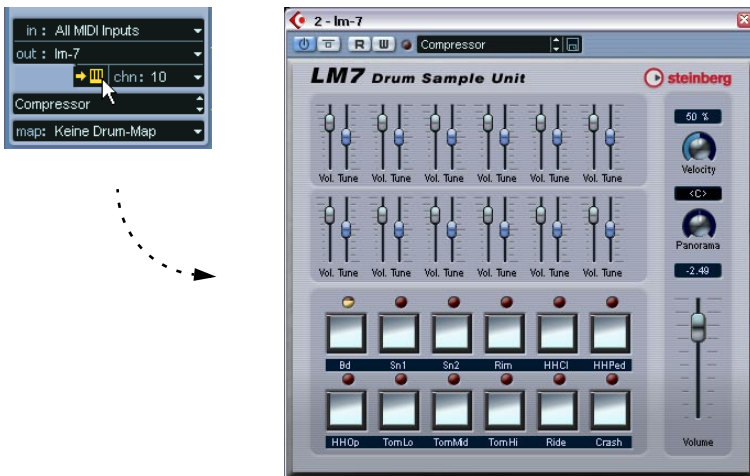 in : All MIDI Inputs
out : lm-7
chn: 10
Compressor
map: Keine Drum-Map
2 - lm-7
R W Compressor
LM7 Drum Sample Unit
steinberg
Vol. Tune Vol. Tune Vol. Tune Vol. Tune Vol. Tune Vol. Tune
Vol. Tune Vol. Tune Vol. Tune Vol. Tune Vol. Tune Vol. Tune
Bd Sn1 Sn2 Rim HHCl HHPed
HHOp TomLo TomMid TomHi Ride Crash
50 %
Velocity
<C>
Panorama
-2.49
Volume